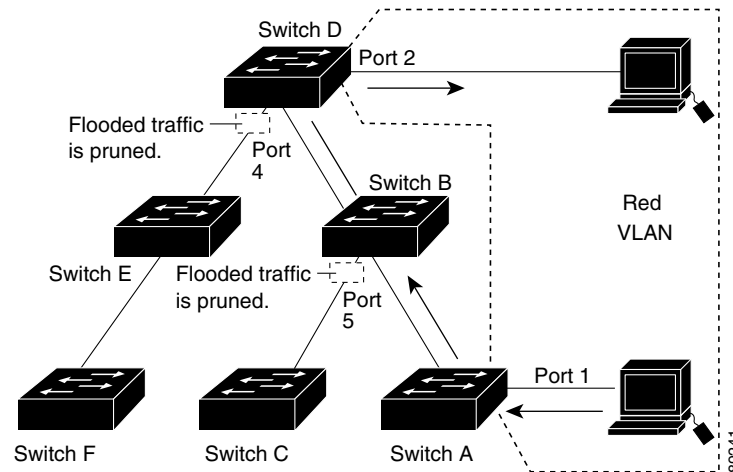 Switch D
Port 2
Flooded traffic
is pruned.
Port
4
Switch B
Red
VLAN
Switch E
Flooded traffic
is pruned.
Port
5
Port 1
Switch F
Switch C
Switch A